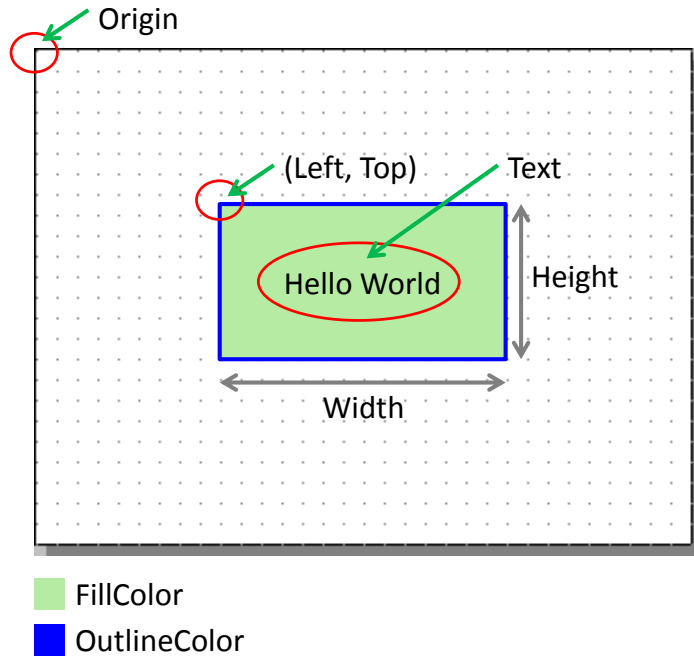 Origin
(Left, Top)
Text
Hello World
Height
Width
FillColor
OutlineColor